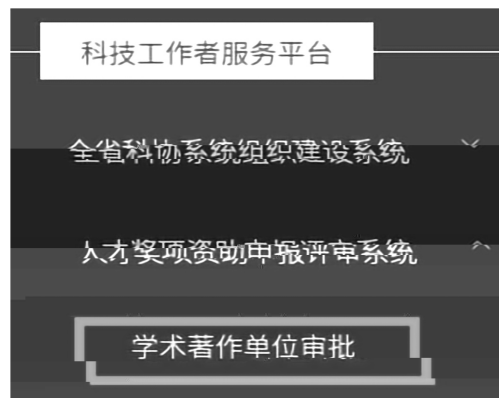 科技工作者服务平台
全省科协系统组织建设系统
人才奖项资助申报评审系统
学术著作单位审批